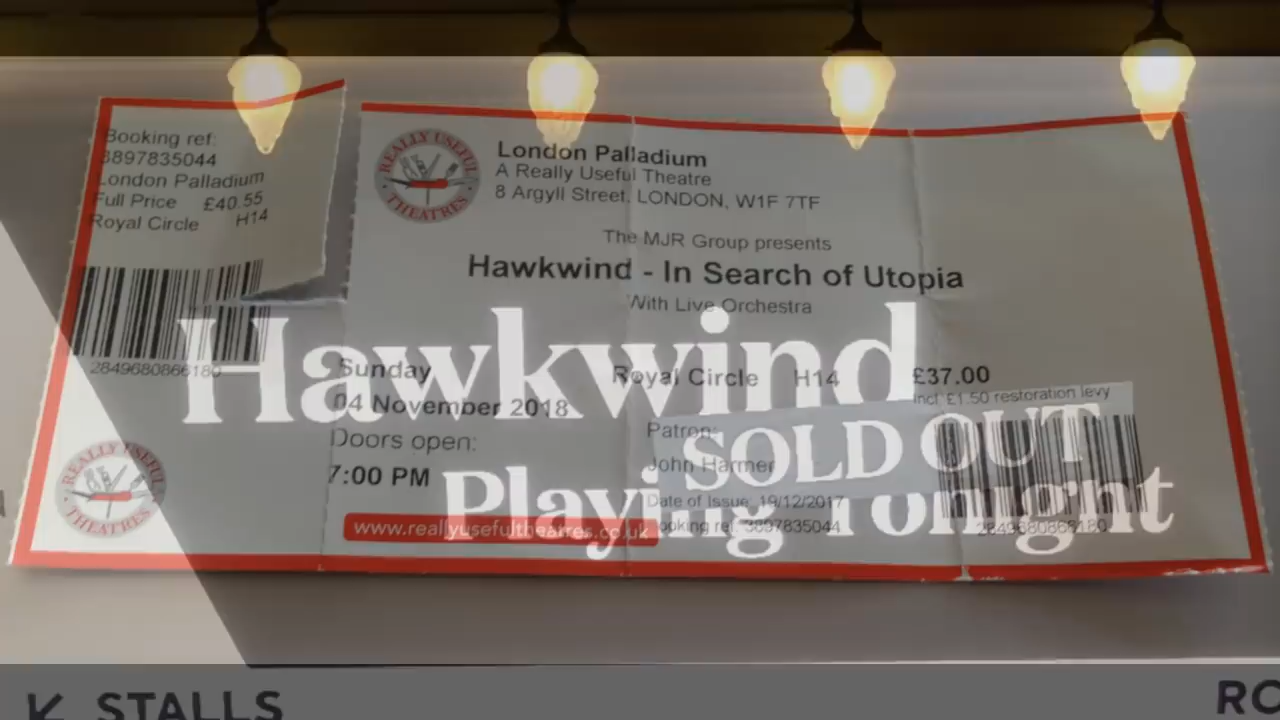 Booking ref:
3897835044
London Palladium
Full Price £40.55
Royal Circle H14
2849680866180
REALLY USEFUL
THEATRES
REALLY USEFUL
THEATRES
London Palladium
A Really Useful Theatre
8 Argyll Street, LONDON, W1F 7TF
The MJR Group presents
Hawkwind - In Search of Utopia
With Live Orchestra
Sunday Royal Circle H14 £37.00
04 November 2018 incl £1.50 restoration levy
Doors open: Patron:
7:00 PM John Harmer
Date of Issue: 19/12/2017
www.reallyusefultheatres.co.uk ooking ref: 3897835044
2849680866180
Hawkwind
SOLD OUT
Playing Tonight
STALLS
RO